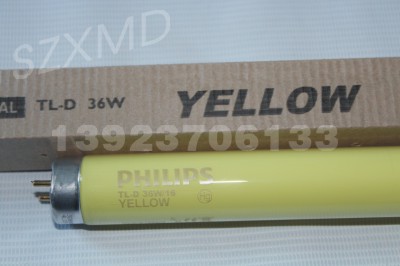 SZXMD
AL TL-D 36W YELLOW
13923706133
PHILIPS
TL-D 36W/16
YELLOW